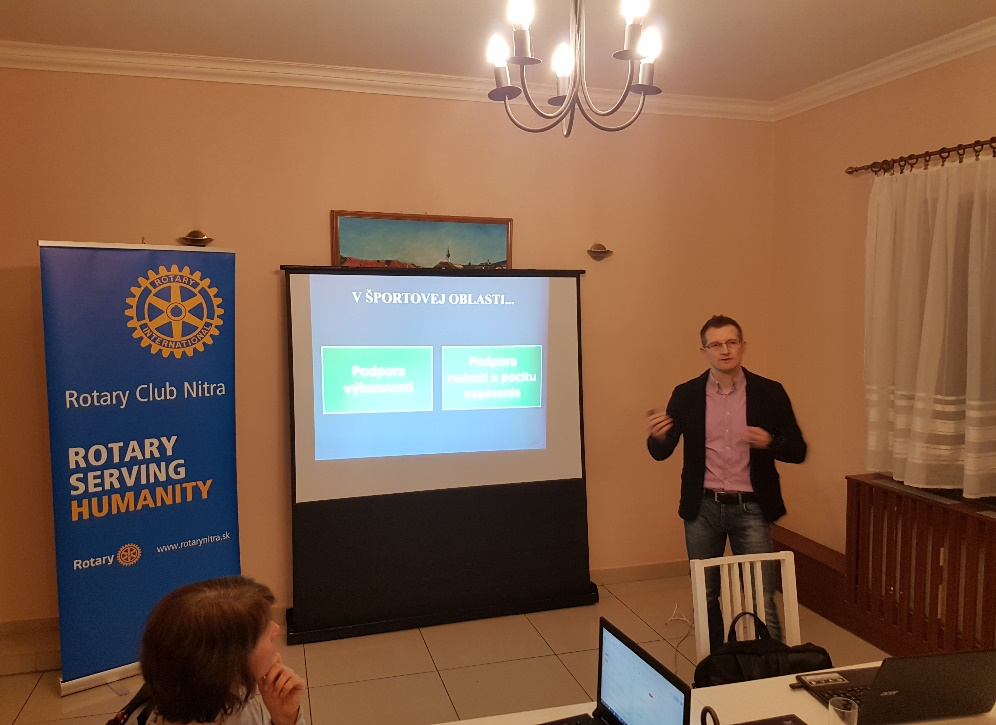 ROTARY
INTERNATIONAL
Rotary Club Nitra
ROTARY
SERVING
HUMANITY
Rotary
www.rotarynitra.sk
V ŠPORTOVEJ OBLASTI...
Podpora
výkonnosti
Podpora
radosti a pocitu
naplnenia
acer